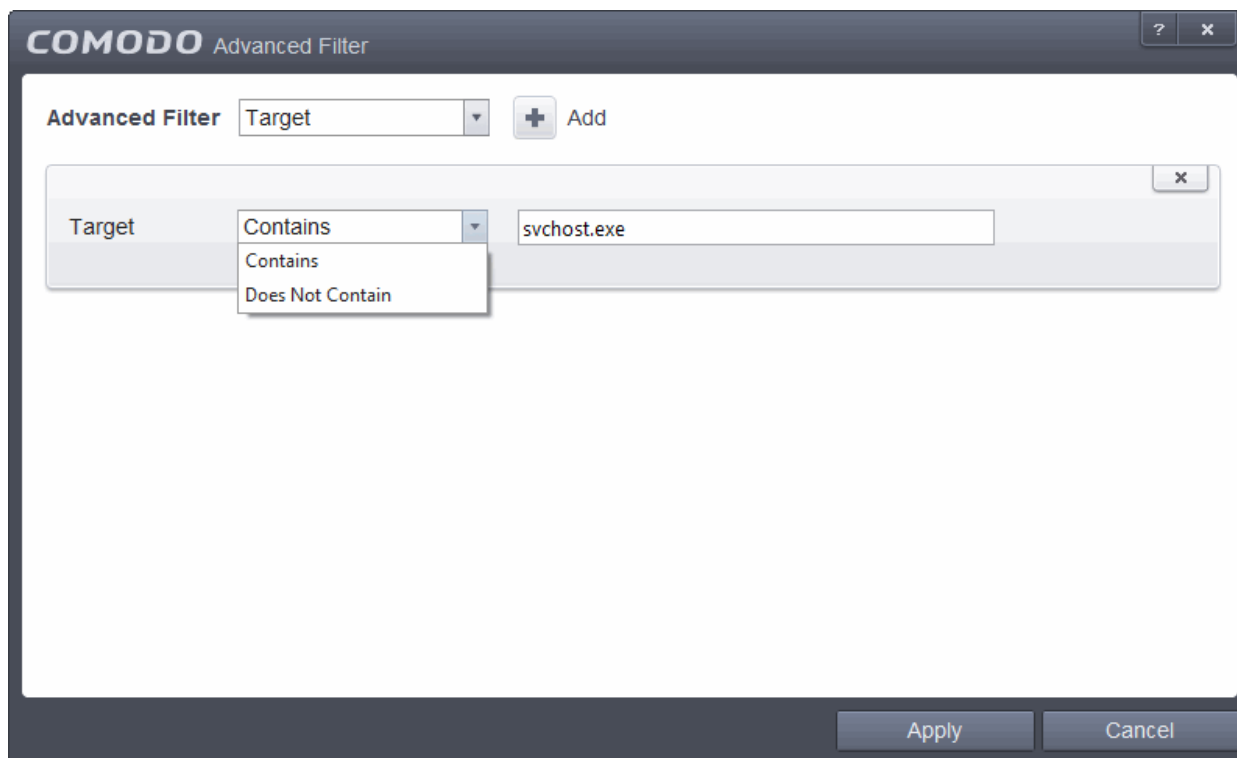 COMODO Advanced Filter ? x
Advanced Filter Target + Add
x
Target Contains svchost.exe
Contains
Does Not Contain
Apply Cancel